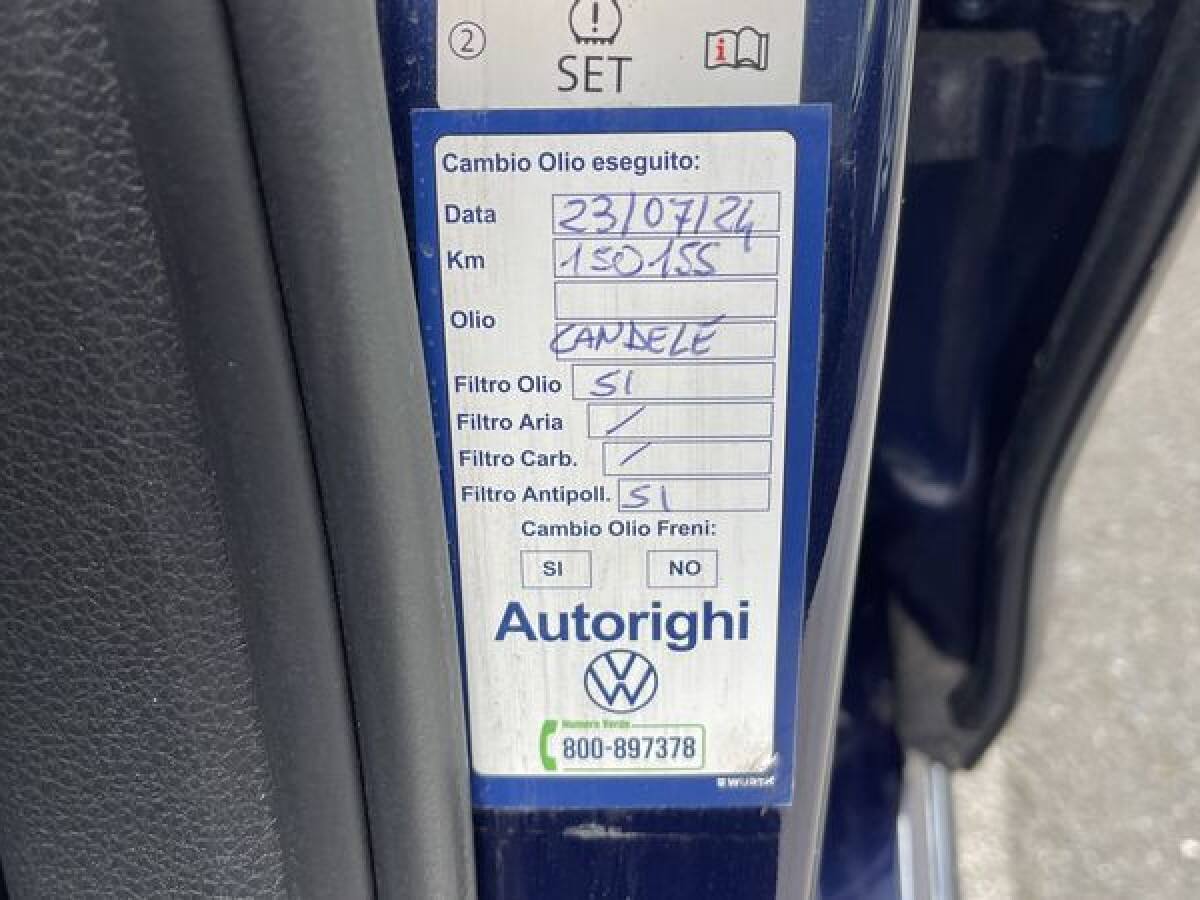 2
SET
i
Cambio Olio eseguito:
Data 23/07/24
Km 150155
Olio
CANDELE
Filtro Olio SI
Filtro Aria /
Filtro Carb. /
Filtro Antipoll. SI
Cambio Olio Freni:
SI NO
Autorighi
Numero Verde
800-897378
WÜRTH